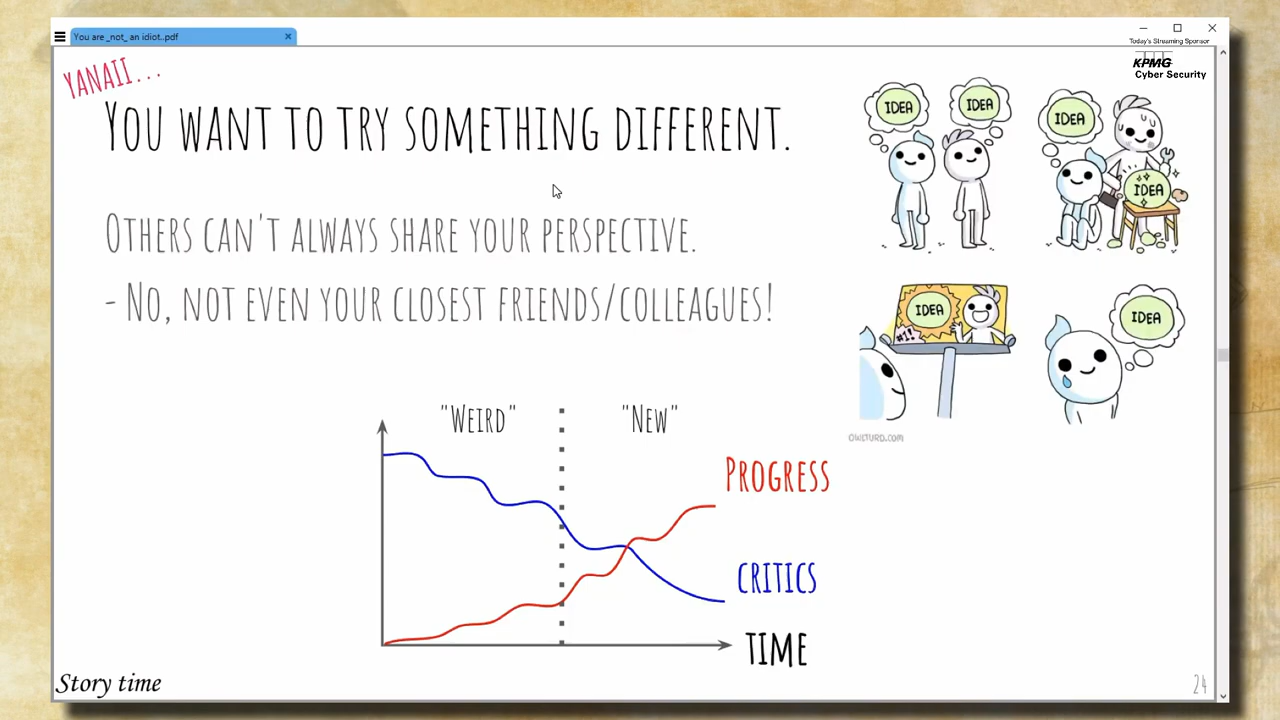 You are _not_ an idiot..pdf
Today's Streaming Sponsor
KPMG
Cyber Security
YANAII...
YOU WANT TO TRY SOMETHING DIFFERENT.
OTHERS CAN'T ALWAYS SHARE YOUR PERSPECTIVE.
- NO, NOT EVEN YOUR CLOSEST FRIENDS/COLLEAGUES!
IDEA
IDEA
IDEA
IDEA
IDEA
#1!
IDEA
OWLTURD.COM
"WEIRD"
"NEW"
PROGRESS
CRITICS
TIME
Story time
24